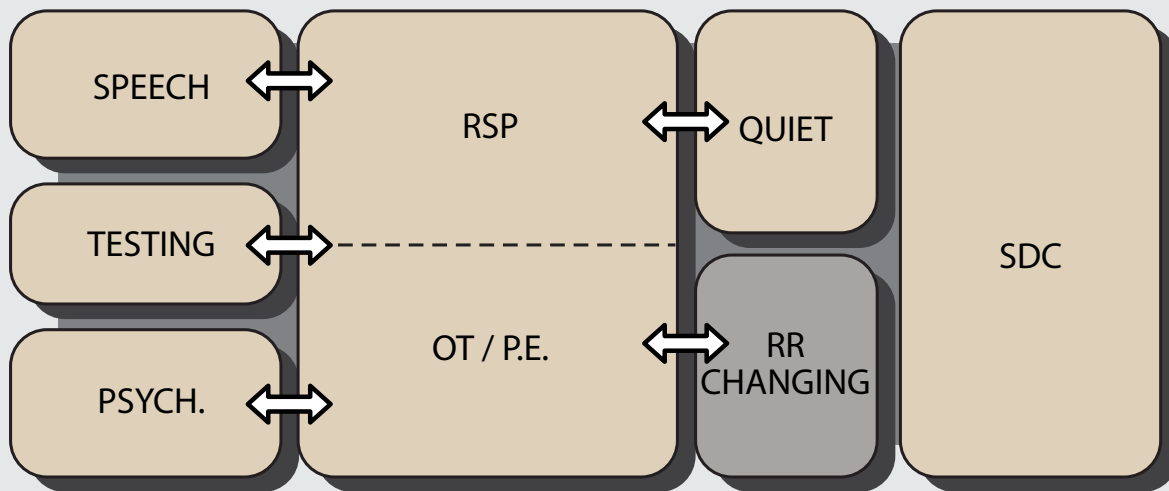 SPEECH
RSP
QUIET
TESTING
SDC
OT / P.E.
RR
CHANGING
PSYCH.